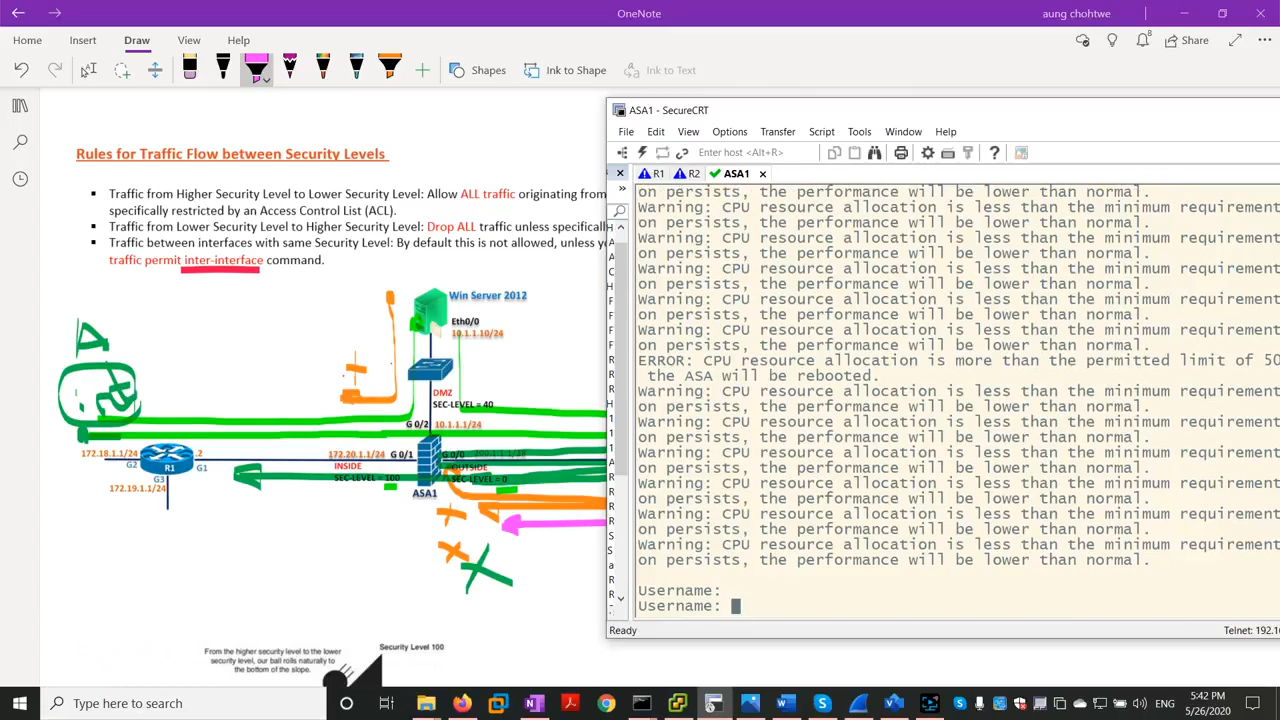 OneNote
aung chohtwe
Home Insert Draw View Help
Share
Shapes
Ink to Shape
Ink to Text
Rules for Traffic Flow between Security Levels
Traffic from Higher Security Level to Lower Security Level: Allow ALL traffic originating from
specifically restricted by an Access Control List (ACL).
Traffic from Lower Security Level to Higher Security Level: Drop ALL traffic unless specifically
Traffic between interfaces with same Security Level: By default this is not allowed, unless
traffic permit inter-interface command.
Win Server 2012
Eth0/0
10.1.1.10/24
DMZ
SEC-LEVEL = 40
G 0/2 10.1.1.1/24
172.18.1.1/24
G2
R1
.2
G1
G3
172.19.1.1/24
172.20.1.1/24 G 0/1
INSIDE
SEC-LEVEL = 100
G 0/0
OUTSIDE
SEC-LEVEL = 0
ASA1
From the higher security level to the lower
security level, our ball rolls naturally to
the bottom of the slope.
Security Level 100
ASA1 - SecureCRT
File Edit View Options Transfer Script Tools Window Help
Enter host <Alt+R>
R1 R2 ASA1
on persists, the performance will be lower than normal.
Warning: CPU resource allocation is less than the minimum requirement
on persists, the performance will be lower than normal.
Warning: CPU resource allocation is less than the minimum requirement
on persists, the performance will be lower than normal.
Warning: CPU resource allocation is less than the minimum requirement
on persists, the performance will be lower than normal.
Warning: CPU resource allocation is less than the minimum requirement
on persists, the performance will be lower than normal.
Warning: CPU resource allocation is less than the minimum requirement
on persists, the performance will be lower than normal.
ERROR: CPU resource allocation is more than the permitted limit of 50
the ASA will be rebooted.
Warning: CPU resource allocation is less than the minimum requirement
on persists, the performance will be lower than normal.
Warning: CPU resource allocation is less than the minimum requirement
on persists, the performance will be lower than normal.
Warning: CPU resource allocation is less than the minimum requirement
on persists, the performance will be lower than normal.
Warning: CPU resource allocation is less than the minimum requirement
on persists, the performance will be lower than normal.
Warning: CPU resource allocation is less than the minimum requirement
on persists, the performance will be lower than normal.
Warning: CPU resource allocation is less than the minimum requirement
on persists, the performance will be lower than normal.
Username:
Username:
Ready
Telnet: 192.16
Type here to search
ENG
5:42 PM
5/26/2020